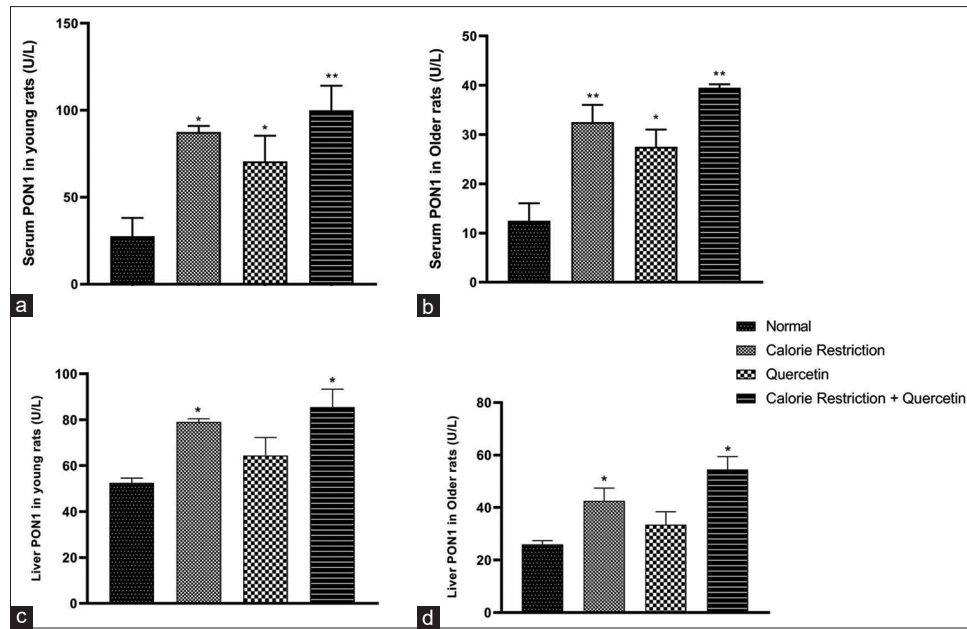 Serum PON1 in young rats (U/L)
150
100
50
0
*
*
**
a
Serum PON1 in Older rats (U/L)
50
40
30
20
10
0
**
*
**
b
Normal
Calorie Restriction
Quercetin
Calorie Restriction + Quercetin
Liver PON1 in young rats (U/L)
100
80
60
40
20
0
*
*
c
Liver PON1 in Older rats (U/L)
80
60
40
20
0
*
*
d